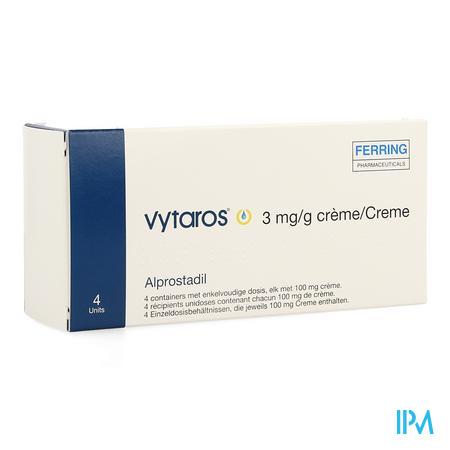 FERRING
PHARMACEUTICALS
vytaros® 3 mg/g crème/Creme
Alprostadil
4 containers met enkelvoudige dosis, elk met 100 mg crème.
4 récipients unidoses contenant chacun 100 mg de crème.
4 Einzeldosisbehältnissen, die jeweils 100 mg Creme enthalten.
4
Units
IPM